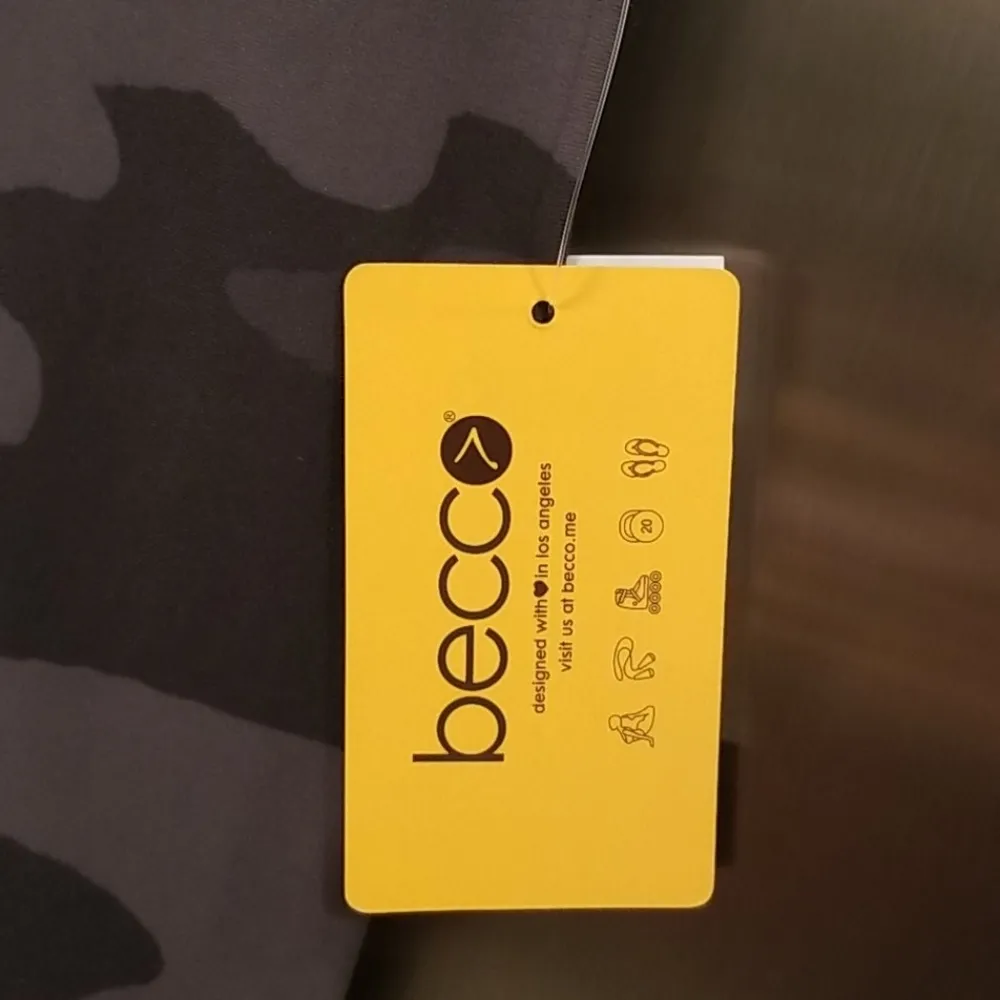 becco®
designed with♥in los angeles
visit us at becco.me
20